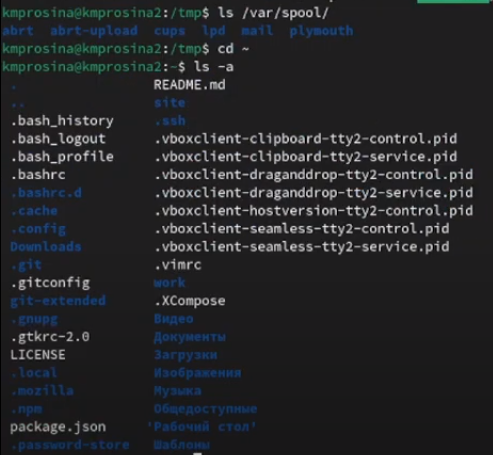 kmprosina@kmprosina2:/tmp$ ls /var/spool/
abrt abrt-upload cups lpd mail plymouth
kmprosina@kmprosina2:/tmp$ cd ~
kmprosina@kmprosina2:~$ ls -a
. README.md
.. site
.bash_history .ssh
.bash_logout .vboxclient-clipboard-tty2-control.pid
.bash_profile .vboxclient-clipboard-tty2-service.pid
.bashrc .vboxclient-draganddrop-tty2-control.pid
.bashrc.d .vboxclient-draganddrop-tty2-service.pid
.cache .vboxclient-hostversion-tty2-control.pid
.config .vboxclient-seamless-tty2-control.pid
Downloads .vboxclient-seamless-tty2-service.pid
.git .vimrc
.gitconfig work
git-extended .XCompose
.gnupg Видео
.gtkrc-2.0 Документы
LICENSE Загрузки
.local Изображения
.mozilla Музыка
.npm Общедоступные
package.json 'Рабочий стол'
.password-store Шаблоны